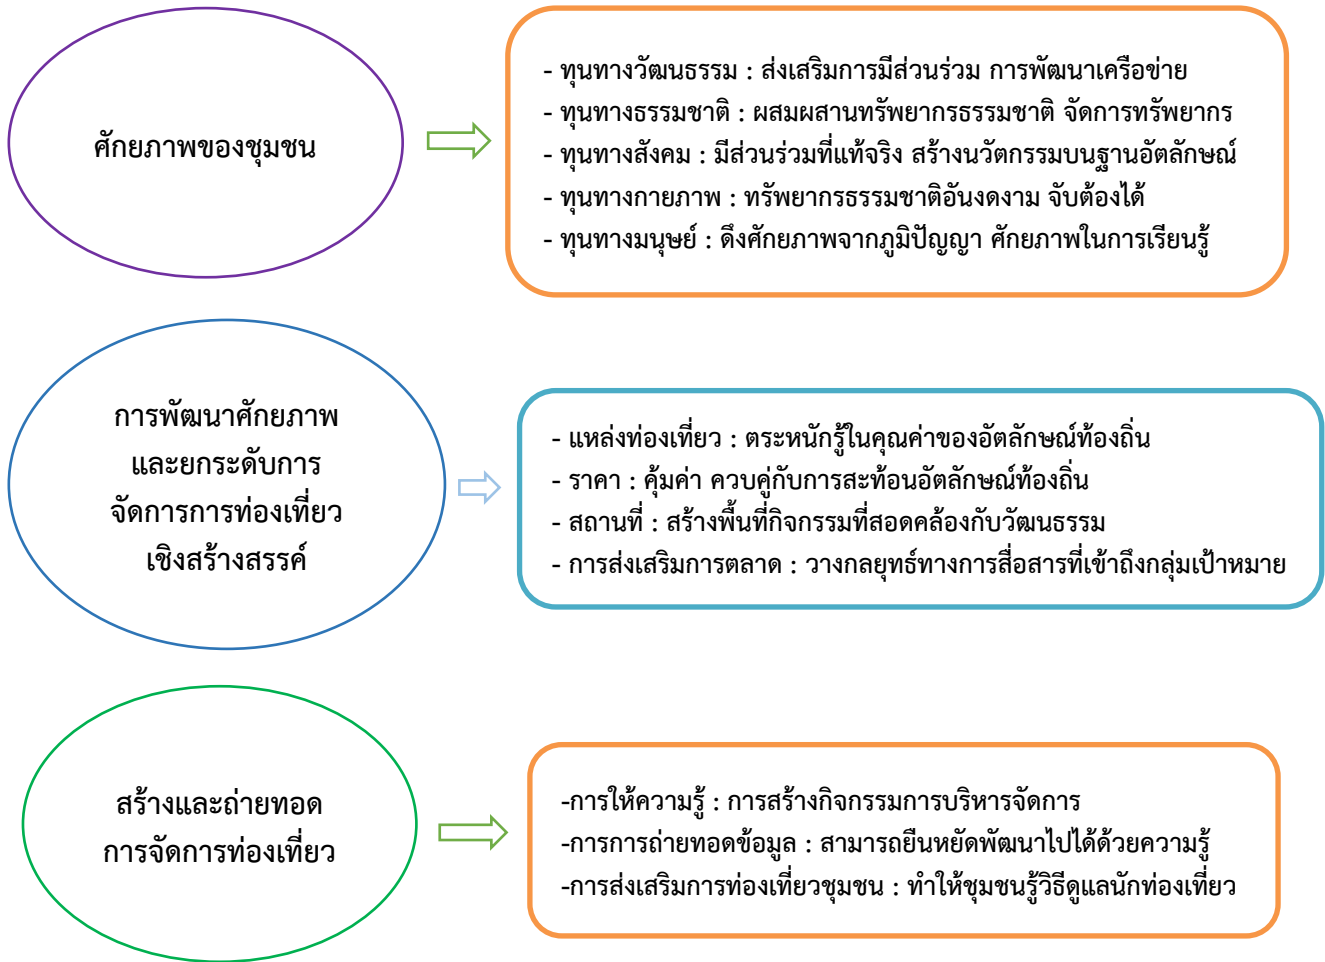 ศักยภาพของชุมชน
- ทุนทางวัฒนธรรม : ส่งเสริมการมีส่วนร่วม การพัฒนาเครือข่าย
- ทุนทางธรรมชาติ : ผสมผสานทรัพยากรธรรมชาติ จัดการทรัพยากร
- ทุนทางสังคม : มีส่วนร่วมที่แท้จริง สร้างนวัตกรรมบนฐานอัตลักษณ์
- ทุนทางกายภาพ : ทรัพยากรธรรมชาติอันงดงาม จับต้องได้
- ทุนทางมนุษย์ : ดึงศักยภาพจากภูมิปัญญา ศักยภาพในการเรียนรู้
การพัฒนาศักยภาพ
และยกระดับการ
จัดการการท่องเที่ยว
เชิงสร้างสรรค์
- แหล่งท่องเที่ยว : ตระหนักรู้ในคุณค่าของอัตลักษณ์ท้องถิ่น
- ราคา : คุ้มค่า ควบคู่กับการสะท้อนอัตลักษณ์ท้องถิ่น
- สถานที่ : สร้างพื้นที่กิจกรรมที่สอดคล้องกับวัฒนธรรม
- การส่งเสริมการตลาด : วางกลยุทธ์ทางการสื่อสารที่เข้าถึงกลุ่มเป้าหมาย
สร้างและถ่ายทอด
การจัดการท่องเที่ยว
-การให้ความรู้ : การสร้างกิจกรรมการบริหารจัดการ
-การการถ่ายทอดข้อมูล : สามารถยืนหยัดพัฒนาไปได้ด้วยความรู้
-การส่งเสริมการท่องเที่ยวชุมชน : ทำให้ชุมชนรู้วิธีดูแลนักท่องเที่ยว